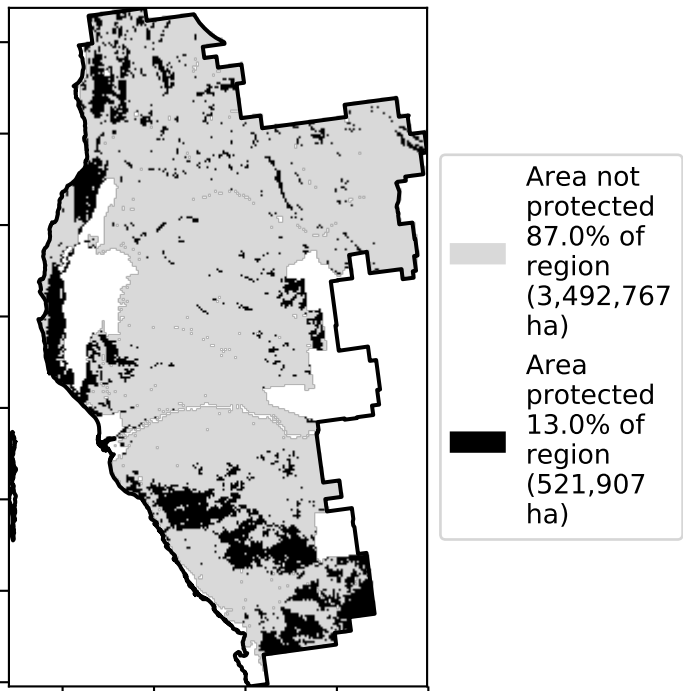 Area not
protected
87.0% of
region
(3,492,767
ha)
Area
protected
13.0% of
region
(521,907
ha)